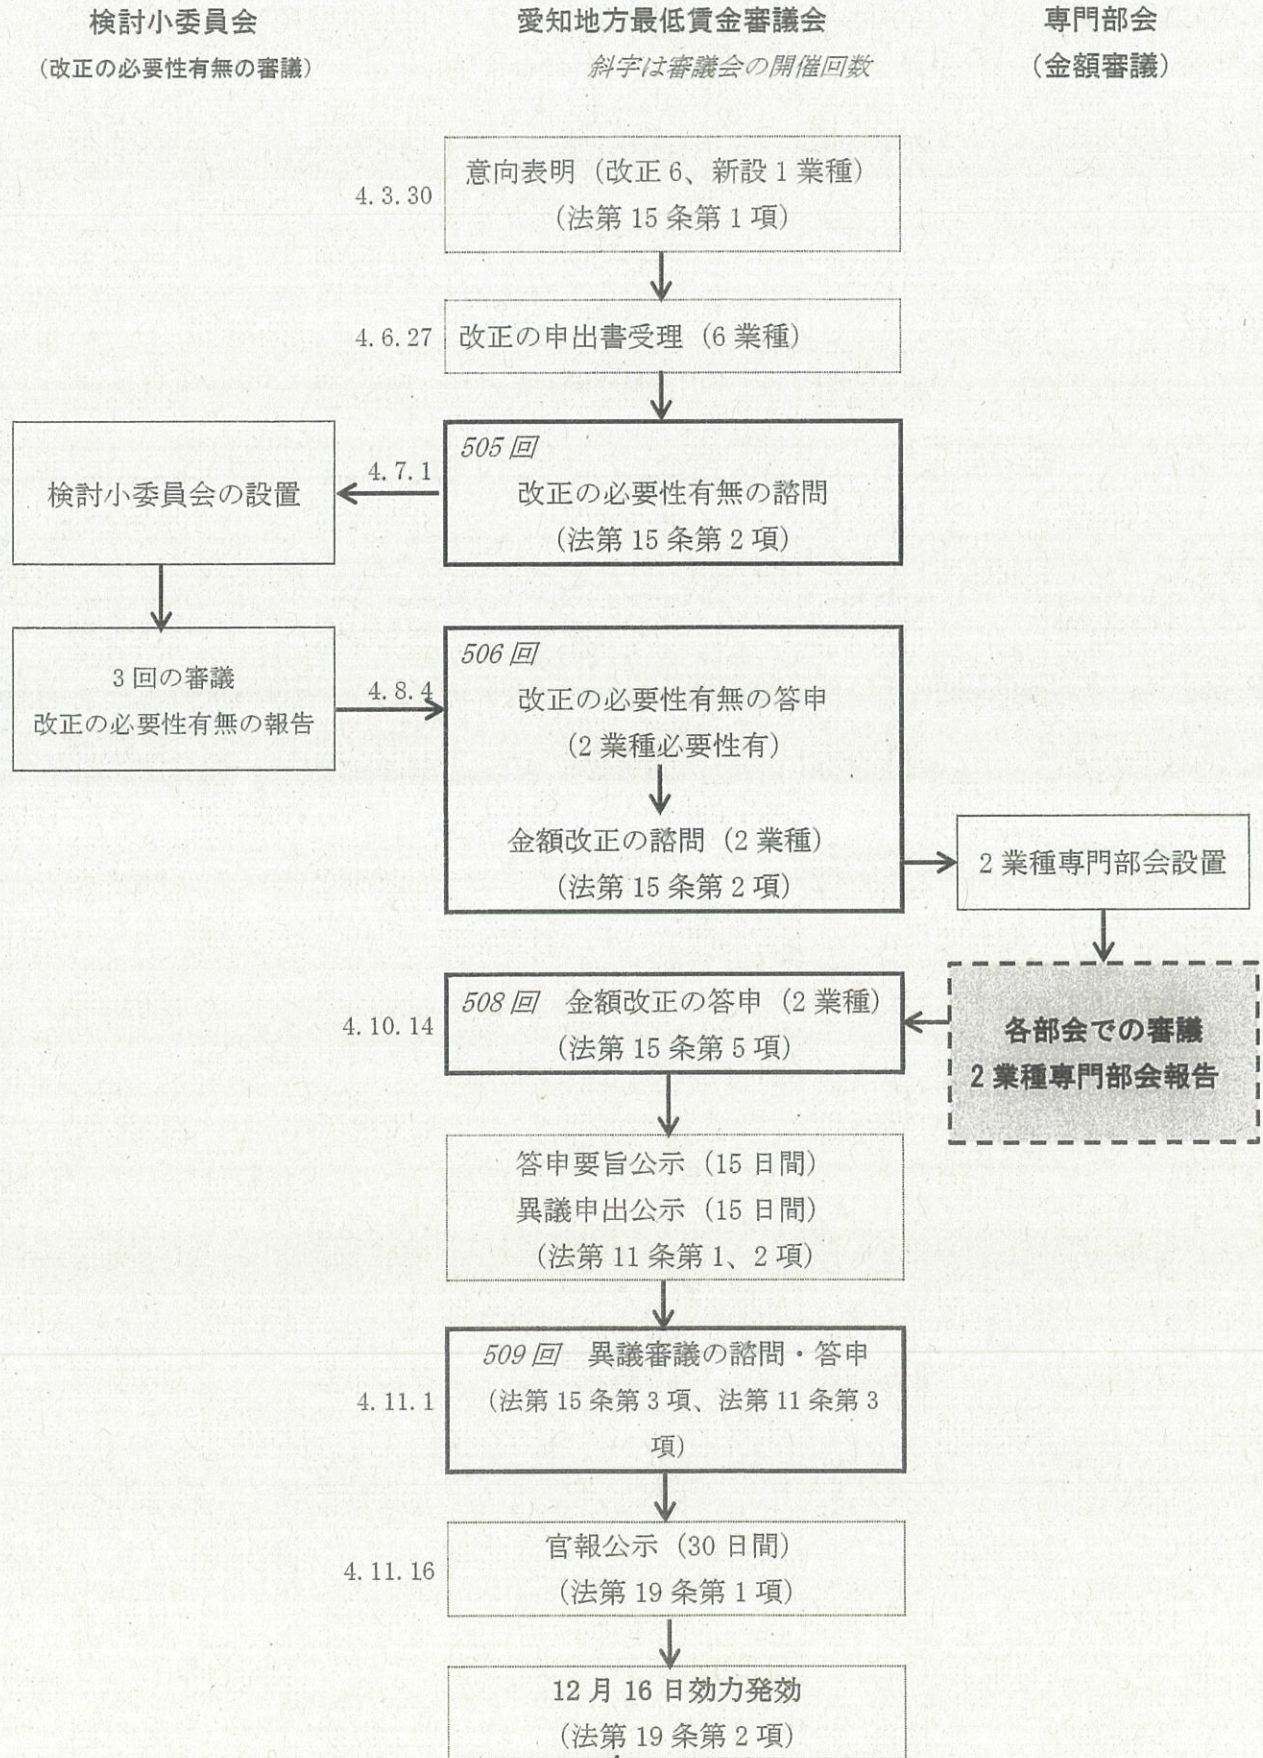 検討小委員会
(改正の必要性有無の審議)
愛知地方最低賃金審議会
斜字は審議会の開催回数
専門部会
(金額審議)
4.3.30
意向表明（改正 6、新設 1 業種）
(法第 15 条第 1 項)
4.6.27
改正の申出書受理（6 業種）
505 回
改正の必要性有無の諮問
(法第 15 条第 2 項)
4.7.1
検討小委員会の設置
3 回の審議
改正の必要性有無の報告
4.8.4
506 回
改正の必要性有無の答申
(2 業種必要性有)
金額改正の諮問（2 業種）
(法第 15 条第 2 項)
2 業種専門部会設置
各部会での審議
2 業種専門部会報告
4.10.14
508 回　金額改正の答申（2 業種）
(法第 15 条第 5 項)
答申要旨公示（15 日間）
異議申出公示（15 日間）
(法第 11 条第 1、2 項)
4.11.1
509 回　異議審議の諮問・答申
(法第 15 条第 3 項、法第 11 条第 3
項)
4.11.16
官報公示（30 日間）
(法第 19 条第 1 項)
12 月 16 日効力発効
(法第 19 条第 2 項)